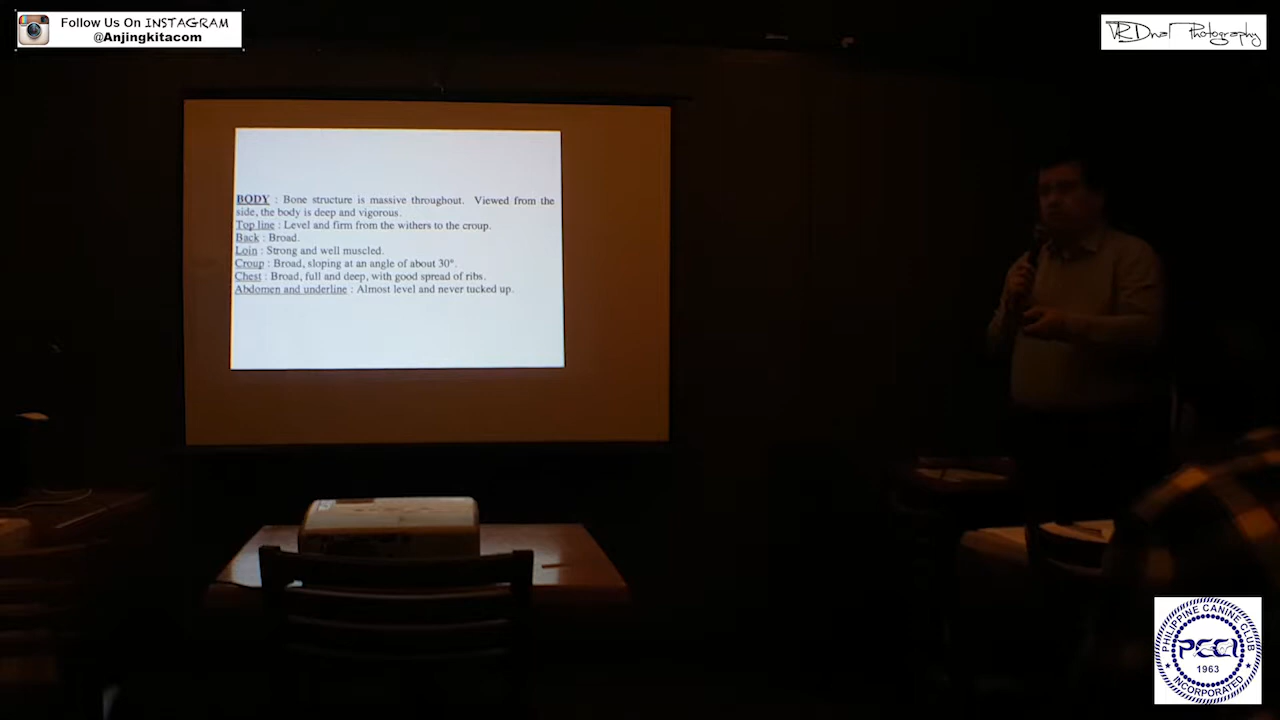 Follow Us On INSTAGRAM
@Anjingkitacom
VRDnal Photography
BODY : Bone structure is massive throughout. Viewed from the
side, the body is deep and vigorous.
Top line : Level and firm from the withers to the croup.
Back : Broad.
Loin : Strong and well muscled.
Croup : Broad, sloping at an angle of about 30°.
Chest : Broad, full and deep, with good spread of ribs.
Abdomen and underline : Almost level and never tucked up.
PHILIPPINE CANINE CLUB
PCCI
1963
INCORPORATED